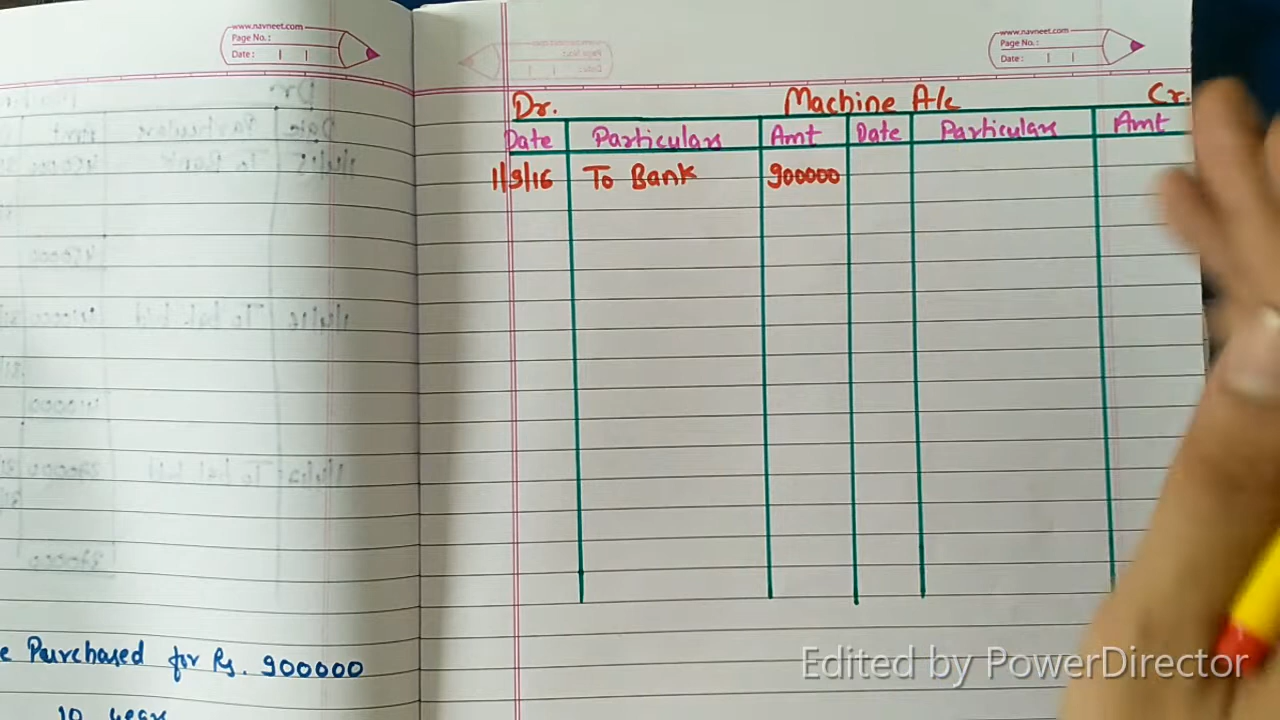 www.navneet.com
Page No. :
Date :
www.navneet.com
Page No. :
Date :
Dr. Machine A/c Cr.
Date Particulars Amt Date Particulars Amt
1/9/16 To Bank 900000
Purchased for Rs. 900000
10 year
Edited by PowerDirector